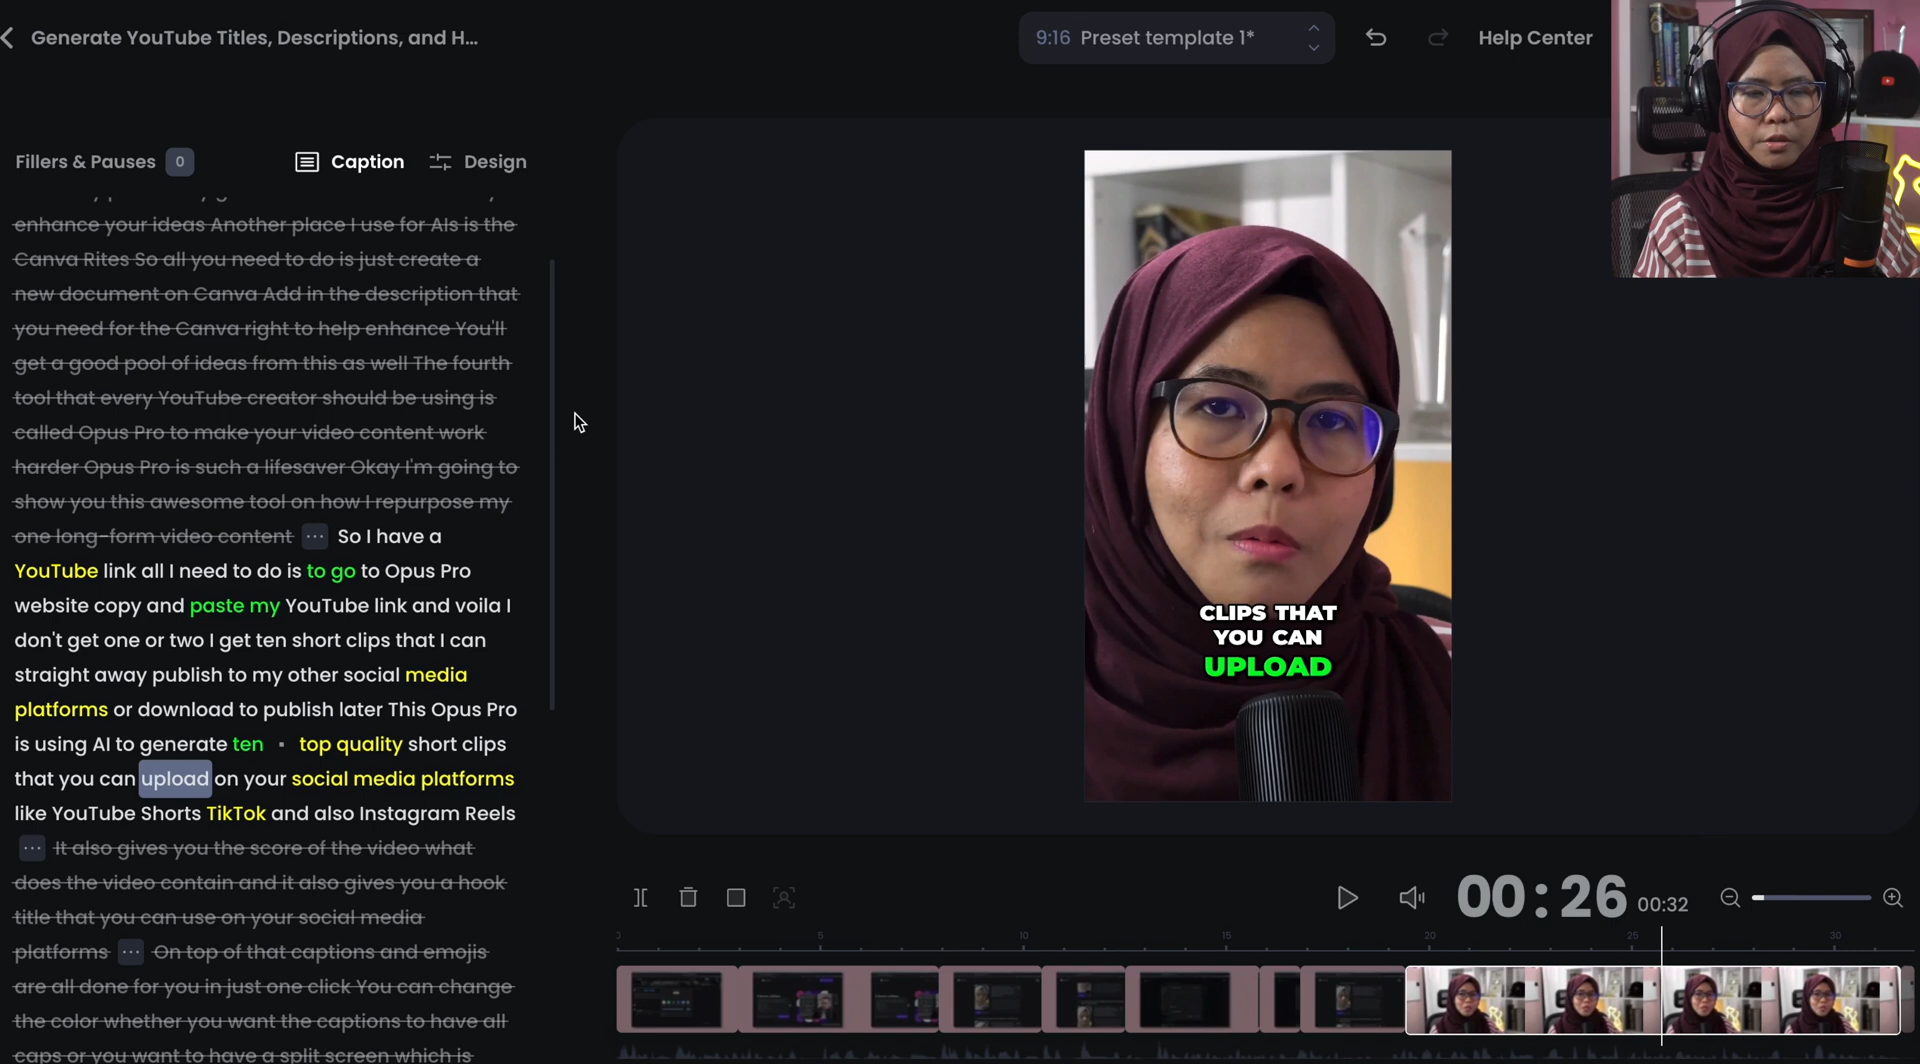 Generate YouTube Titles, Descriptions, and H...
9:16 Preset template 1*
Help Center
Fillers & Pauses 0
Caption
Design
enhance your ideas Another place I use for AIs is the
Canva Rites So all you need to do is just create a
new document on Canva Add in the description that
you need for the Canva right to help enhance You'll
get a good pool of ideas from this as well The fourth
tool that every YouTube creator should be using is
called Opus Pro to make your video content work
harder Opus Pro is such a lifesaver Okay I'm going to
show you this awesome tool on how I repurpose my
one long-form video content ... So I have a
YouTube link all I need to do is to go to Opus Pro
website copy and paste my YouTube link and voila I
don't get one or two I get ten short clips that I can
straight away publish to my other social media
platforms or download to publish later This Opus Pro
is using AI to generate ten · top quality short clips
that you can upload on your social media platforms
like YouTube Shorts TikTok and also Instagram Reels
... It also gives you the score of the video what
does the video contain and it also gives you a hook
title that you can use on your social media
platforms ... On top of that captions and emojis
are all done for you in just one click You can change
the color whether you want the captions to have all
caps or you want to have a split screen which is
CLIPS THAT
YOU CAN
UPLOAD
00:26 00:32
0 5 10 15 20 25 30